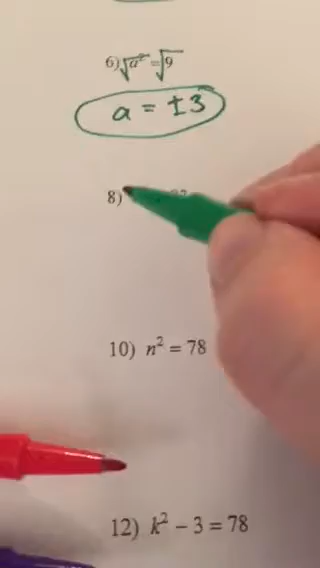 6) √a² = √9
a = ±3
8)
10) n² = 78
12) k² − 3 = 78